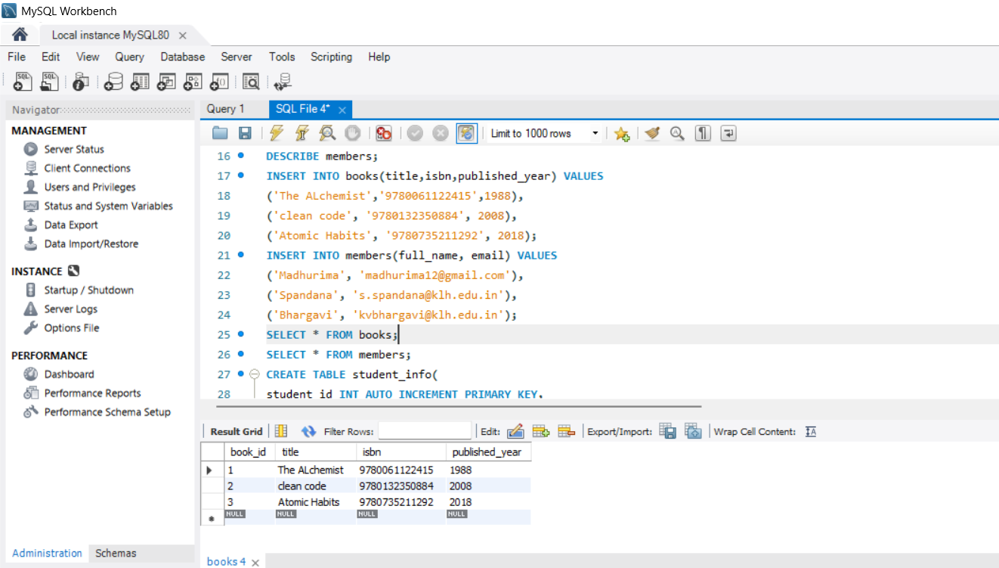 MySQL Workbench
Local instance MySQL80
File Edit View Query Database Server Tools Scripting Help
Navigator
MANAGEMENT
Server Status
Client Connections
Users and Privileges
Status and System Variables
Data Export
Data Import/Restore
INSTANCE
Startup / Shutdown
Server Logs
Options File
PERFORMANCE
Dashboard
Performance Reports
Performance Schema Setup
Administration Schemas
Query 1 SQL File 4*
Limit to 1000 rows
16 DESCRIBE members;
17 INSERT INTO books(title,isbn,published_year) VALUES
18 ('The ALchemist','9780061122415',1988),
19 ('clean code', '9780132350884', 2008),
20 ('Atomic Habits', '9780735211292', 2018);
21 INSERT INTO members(full_name, email) VALUES
22 ('Madhurima', 'madhurima12@gmail.com'),
23 ('Spandana', 's.spandana@klh.edu.in'),
24 ('Bhargavi', 'kvbhargavi@klh.edu.in');
25 SELECT * FROM books;
26 SELECT * FROM members;
27 CREATE TABLE student_info(
28 student_id INT AUTO_INCREMENT PRIMARY KEY,
Result Grid Filter Rows: Edit: Export/Import: Wrap Cell Content:
book_id title isbn published_year
1 The ALchemist 9780061122415 1988
2 clean code 9780132350884 2008
3 Atomic Habits 9780735211292 2018
NULL NULL NULL NULL
books 4